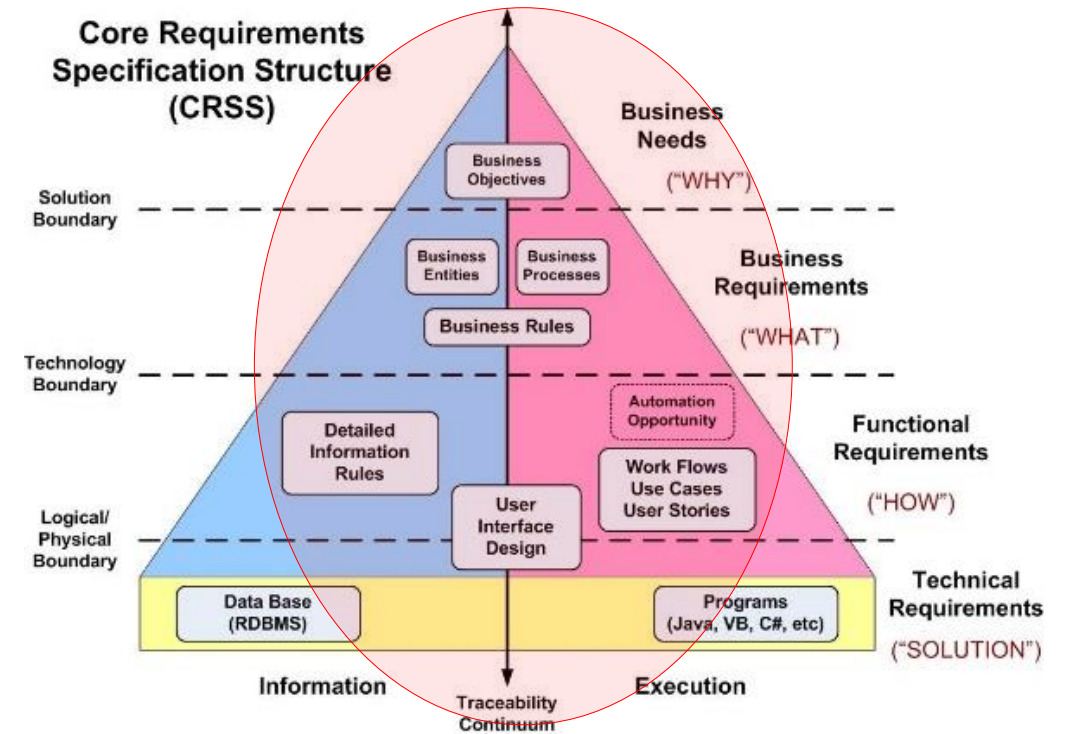 Core Requirements
Specification Structure
(CRSS)
Business
Needs
(“WHY”)
Business
Objectives
Solution
Boundary
Business
Entities
Business
Processes
Business
Requirements
Business Rules
(“WHAT”)
Technology
Boundary
Automation
Opportunity
Detailed
Information
Rules
Functional
Requirements
Work Flows
Use Cases
User Stories
(“HOW”)
User
Interface
Design
Logical/
Physical
Boundary
Technical
Requirements
Data Base
(RDBMS)
Programs
(Java, VB, C#, etc)
(“SOLUTION”)
Information
Execution
Traceability
Continuum